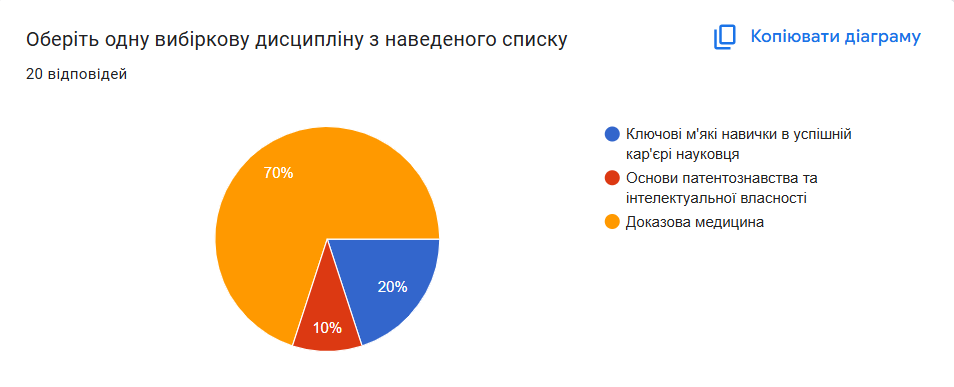 Оберіть одну вибіркову дисципліну з наведеного списку
Копіювати діаграму
20 відповідей
Ключові м'які навички в успішній
кар'єрі науковця
Основи патентознавства та
інтелектуальної власності
Доказова медицина
70%
20%
10%